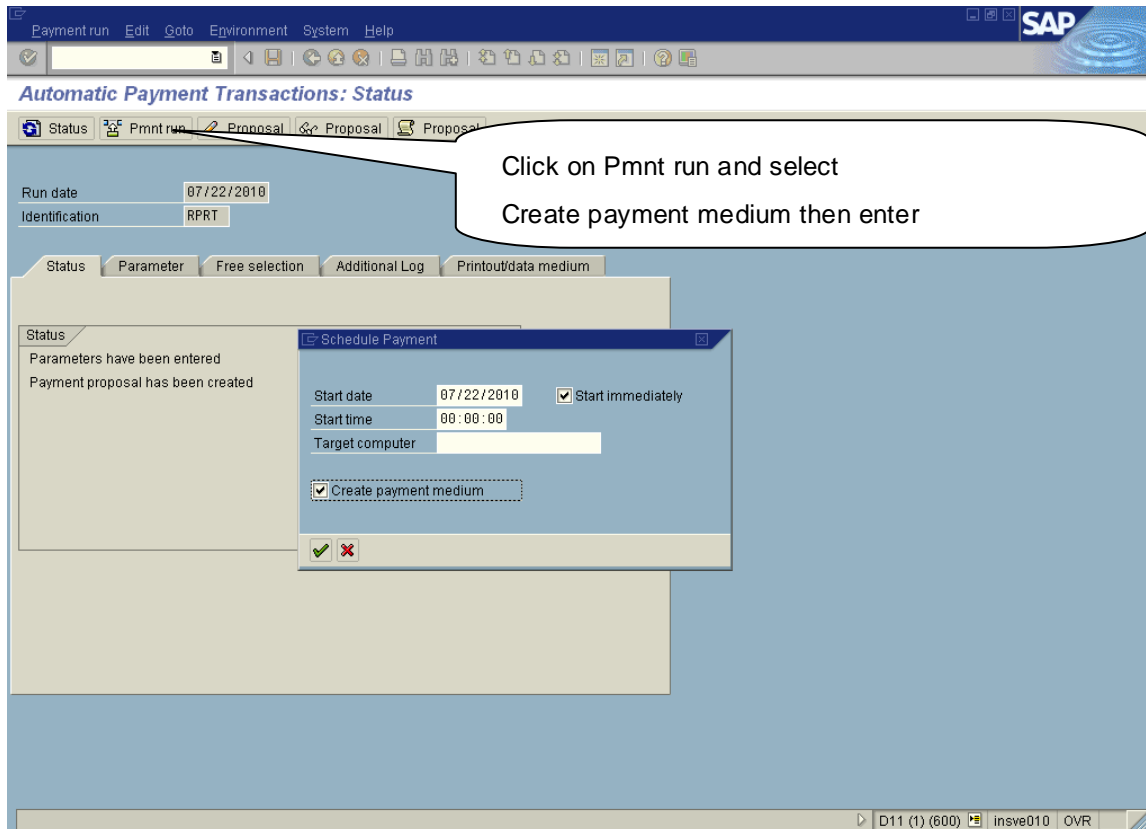 Payment run Edit Goto Environment System Help
SAP
Automatic Payment Transactions: Status
Status Pmnt run Proposal Proposal Proposal
Click on Pmnt run and select
Create payment medium then enter
Run date 07/22/2010
Identification RPRT
Status Parameter Free selection Additional Log Printout/data medium
Status
Parameters have been entered
Payment proposal has been created
Schedule Payment
Start date 07/22/2010 Start immediately
Start time 00:00:00
Target computer
Create payment medium
D11 (1) (600) insve010 OVR